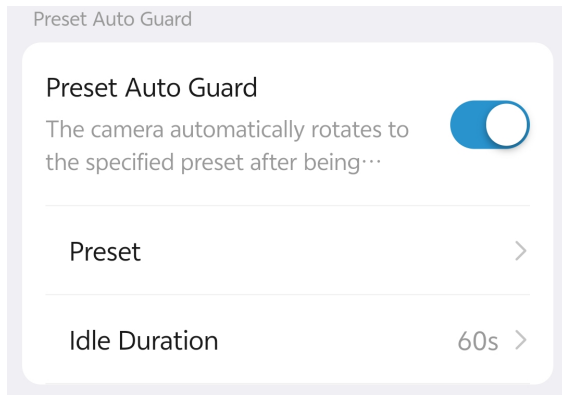 Preset Auto Guard
Preset Auto Guard
The camera automatically rotates to
the specified preset after being···
Preset
Idle Duration 60s